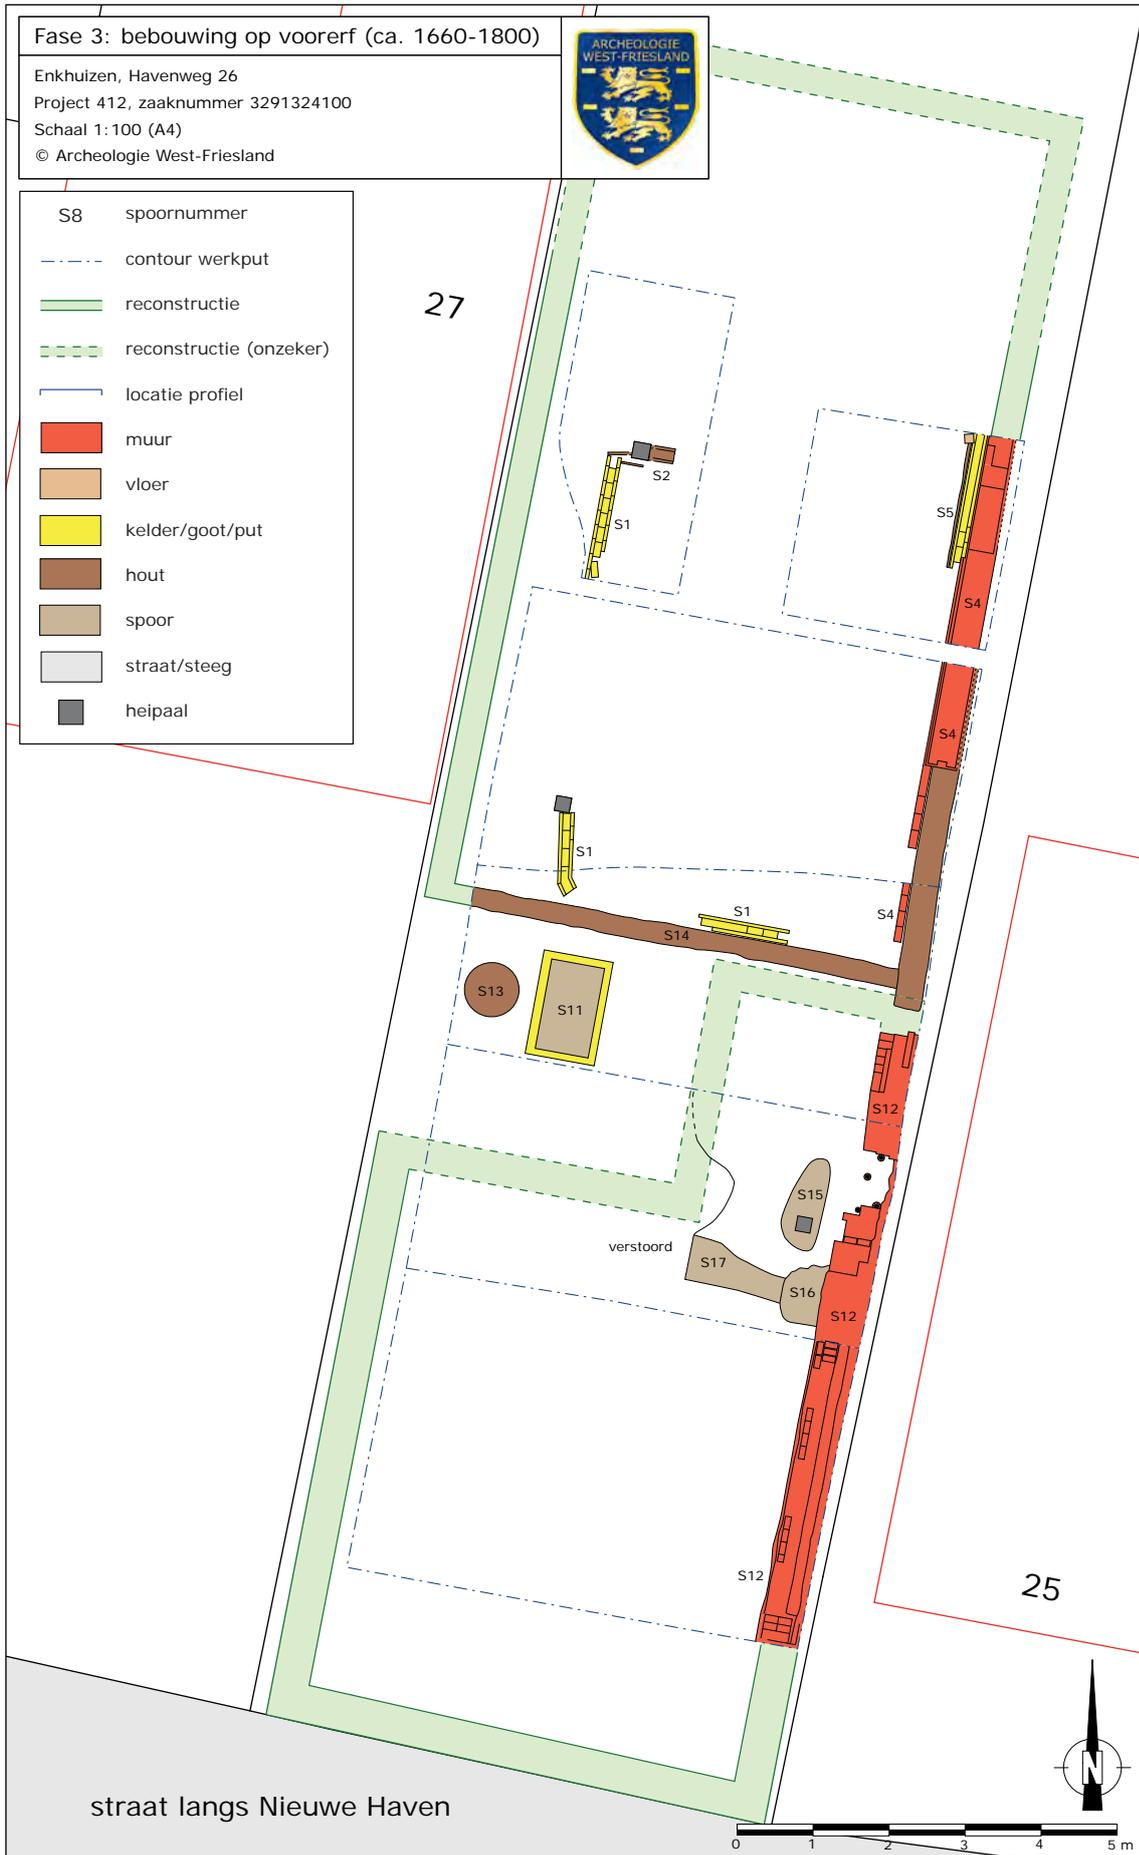 Fase 3: bebouwing op voorerf (ca. 1660-1800)
Enkhuizen, Havenweg 26
Project 412, zaaknummer 3291324100
Schaal 1:100 (A4)
© Archeologie West-Friesland
ARCHEOLOGIE
WEST-FRIESLAND
S8 spoornummer
contour werkput
reconstructie
reconstructie (onzeker)
locatie profiel
muur
vloer
kelder/goot/put
hout
spoor
straat/steeg
heipaal
27
S2
S1
S5
S4
S4
S1
S4
S1
S14
S13
S11
S12
S15
verstoord
S17
S16
S12
S12
25
straat langs Nieuwe Haven
N
0 1 2 3 4 5 m